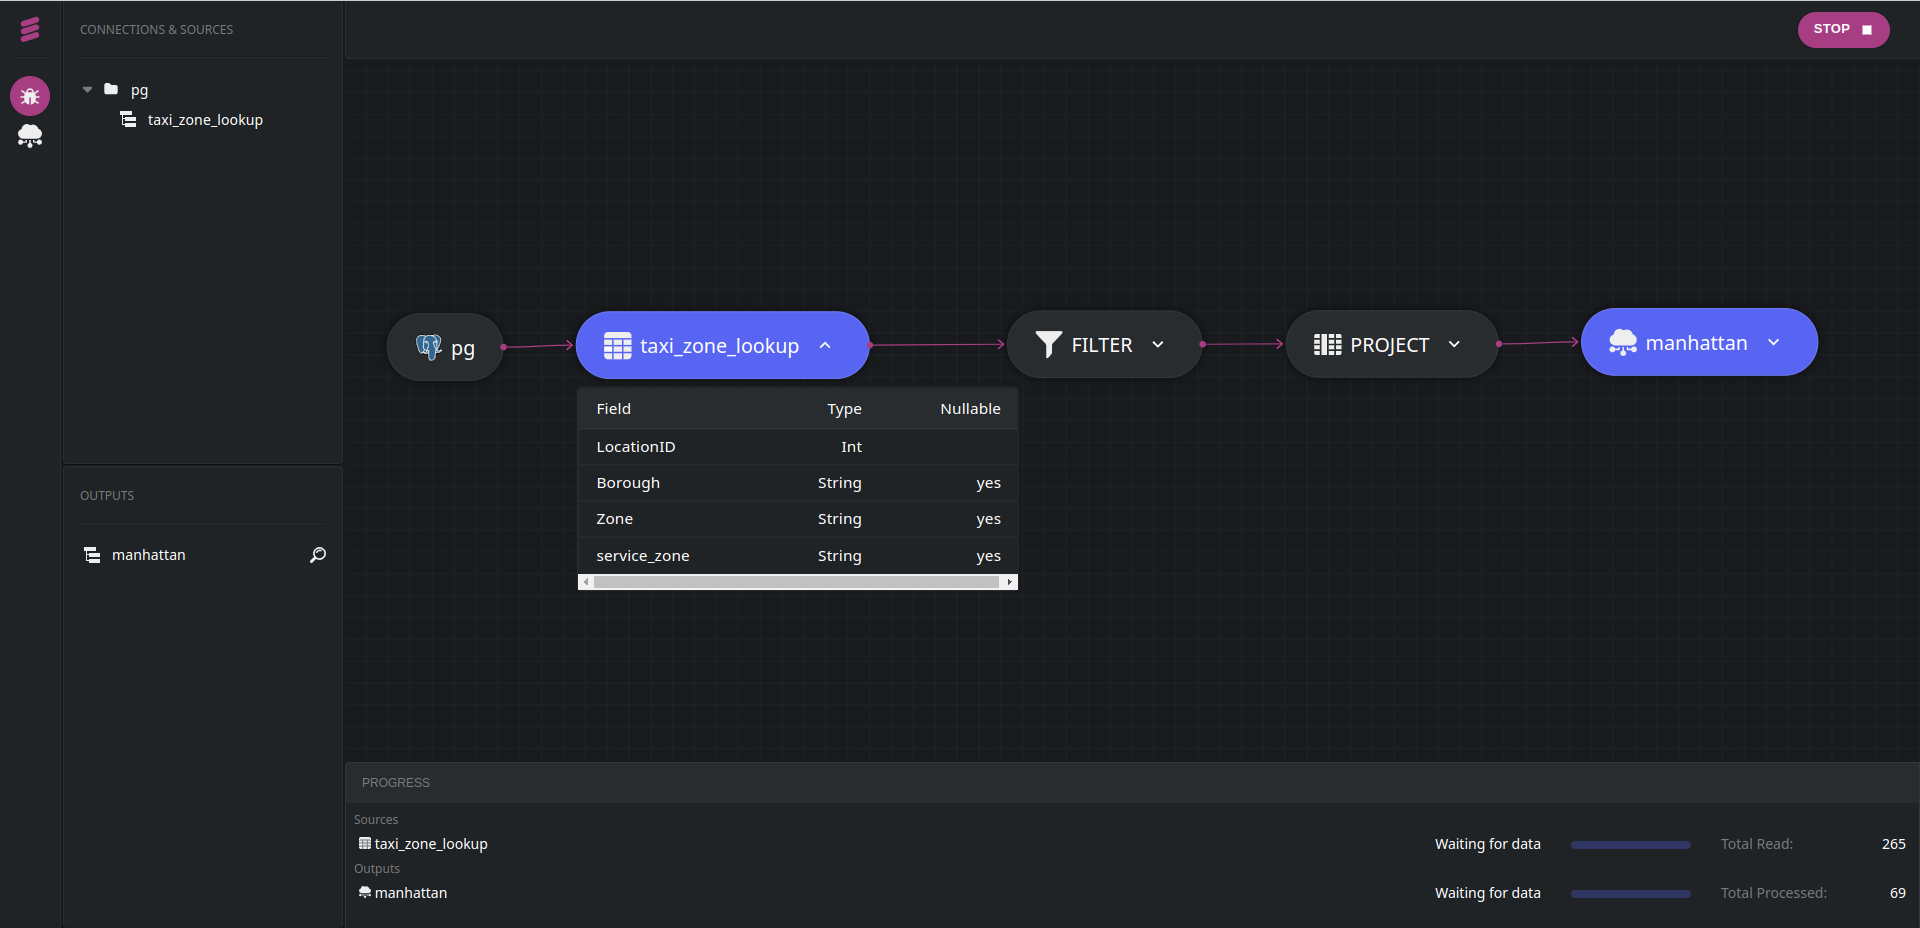 CONNECTIONS & SOURCES
STOP
pg
taxi_zone_lookup
pg
taxi_zone_lookup
FILTER
PROJECT
manhattan
Field Type Nullable
LocationID Int
Borough String yes
Zone String yes
service_zone String yes
OUTPUTS
manhattan
PROGRESS
Sources
taxi_zone_lookup Waiting for data Total Read: 265
Outputs
manhattan Waiting for data Total Processed: 69